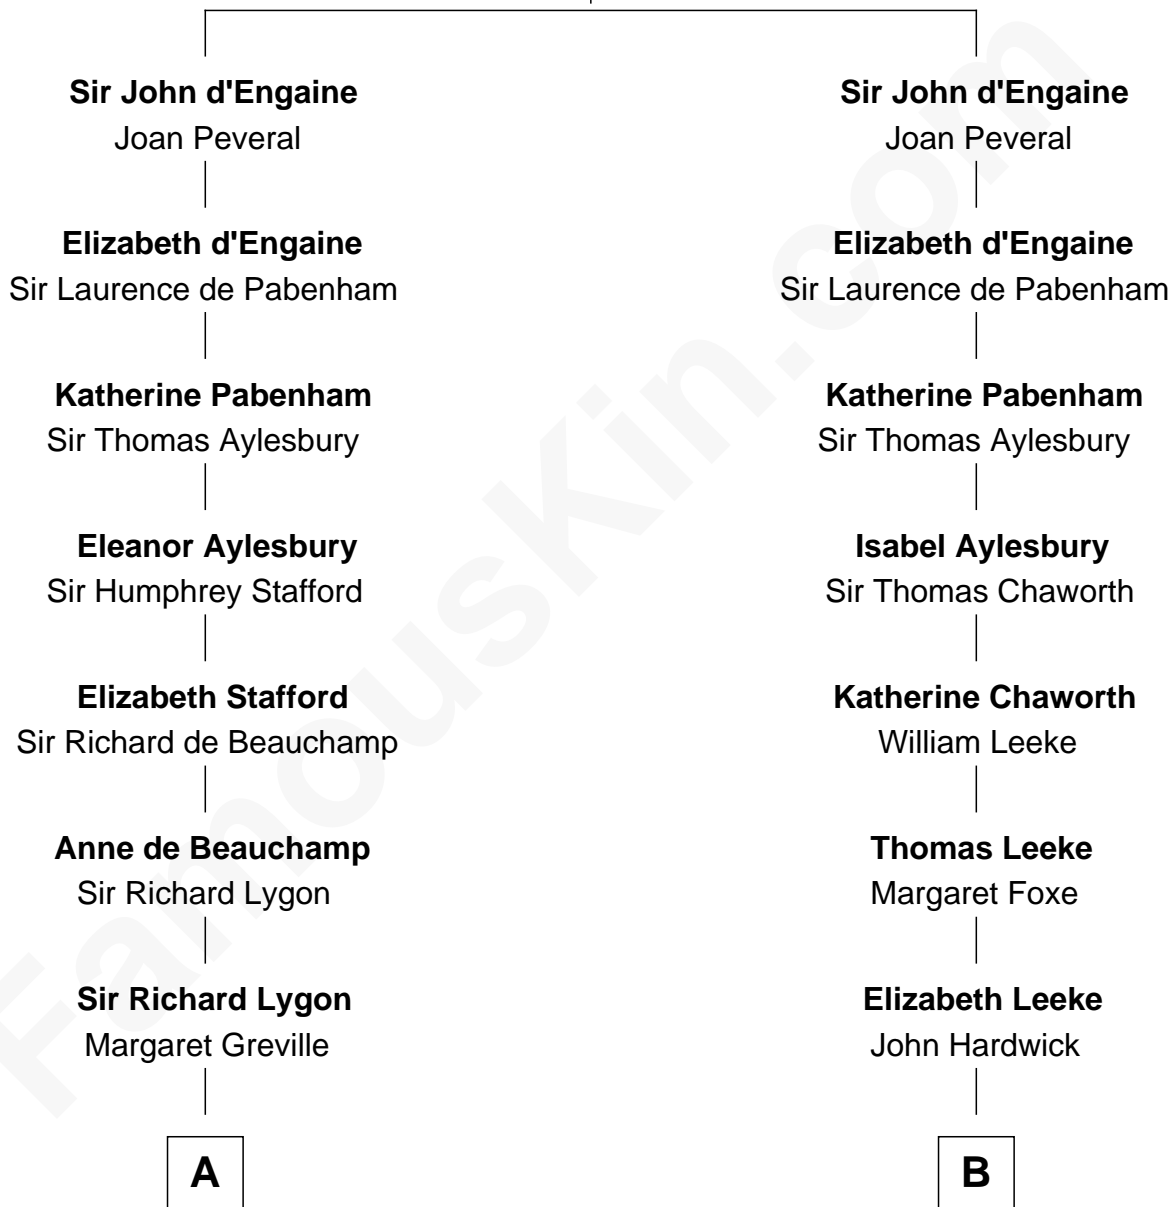 Sir John d'Engaine
Joan Peveral
Elizabeth d'Engaine
Sir Laurence de Pabenham
Katherine Pabenham
Sir Thomas Aylesbury
Eleanor Aylesbury
Sir Humphrey Stafford
Elizabeth Stafford
Sir Richard de Beauchamp
Anne de Beauchamp
Sir Richard Lygon
Sir Richard Lygon
Margaret Greville
A
Sir John d'Engaine
Joan Peveral
Elizabeth d'Engaine
Sir Laurence de Pabenham
Katherine Pabenham
Sir Thomas Aylesbury
Isabel Aylesbury
Sir Thomas Chaworth
Katherine Chaworth
William Leeke
Thomas Leeke
Margaret Foxe
Elizabeth Leeke
John Hardwick
B
FamousKin.com